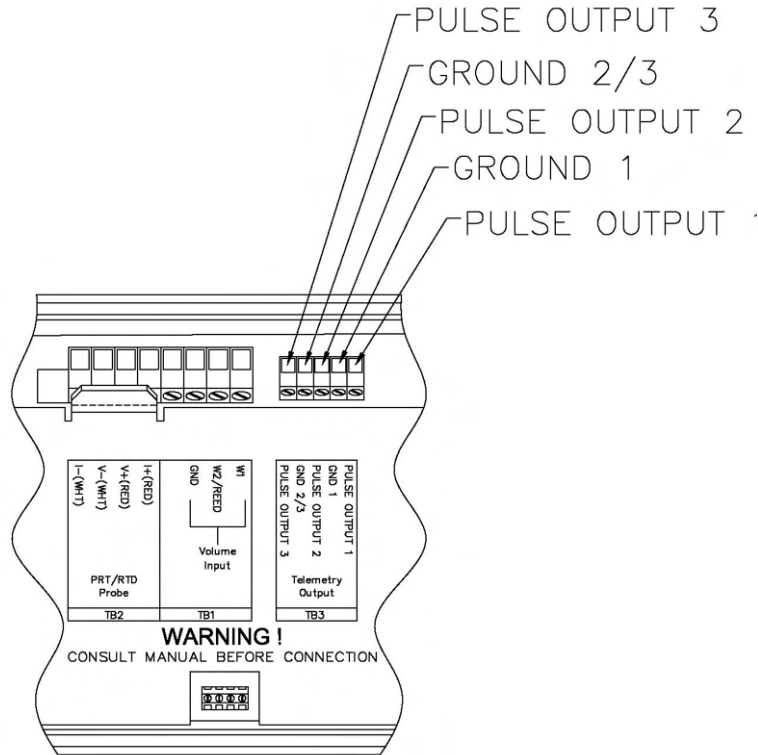 PULSE OUTPUT 3
GROUND 2/3
PULSE OUTPUT 2
GROUND 1
PULSE OUTPUT 1
I-(WHT)
V-(WHT)
V+(RED)
I+(RED)
PRT/RTD
Probe
TB2
GND
W2/REED
W1
Volume
Input
TB1
PULSE OUTPUT 3
GND 2/3
PULSE OUTPUT 2
GND 1
PULSE OUTPUT 1
Telemetry
Output
TB3
WARNING !
CONSULT MANUAL BEFORE CONNECTION